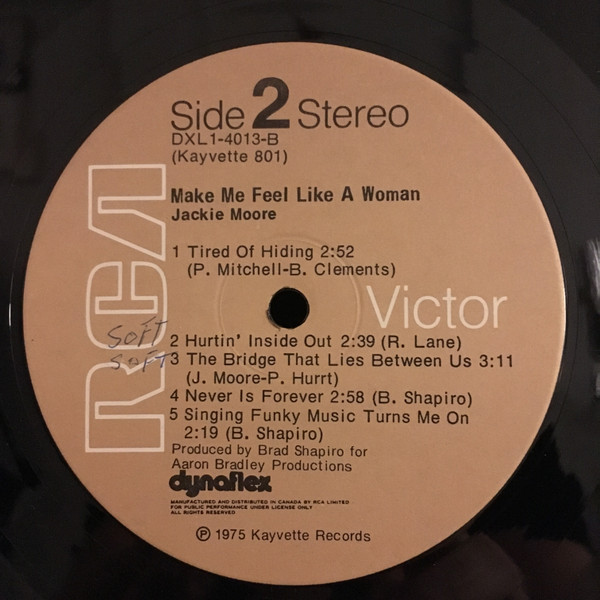 Side 2 Stereo
DXL1-4013-B
(Kayvette 801)
Make Me Feel Like A Woman
Jackie Moore
1 Tired Of Hiding 2:52
(P. Mitchell-B. Clements)
RCA Victor
SOFT
2 Hurtin' Inside Out 2:39 (R. Lane)
SOFT
3 The Bridge That Lies Between Us 3:11
(J. Moore-P. Hurrt)
4 Never Is Forever 2:58 (B. Shapiro)
5 Singing Funky Music Turns Me On
2:19 (B. Shapiro)
Produced by Brad Shapiro for
Aaron Bradley Productions
dynaflex
MANUFACTURED AND DISTRIBUTED IN CANADA BY RCA LIMITED
FOR PUBLIC PERFORMANCE UNDER LICENSE ONLY
ALL RIGHTS RESERVED
℗ 1975 Kayvette Records